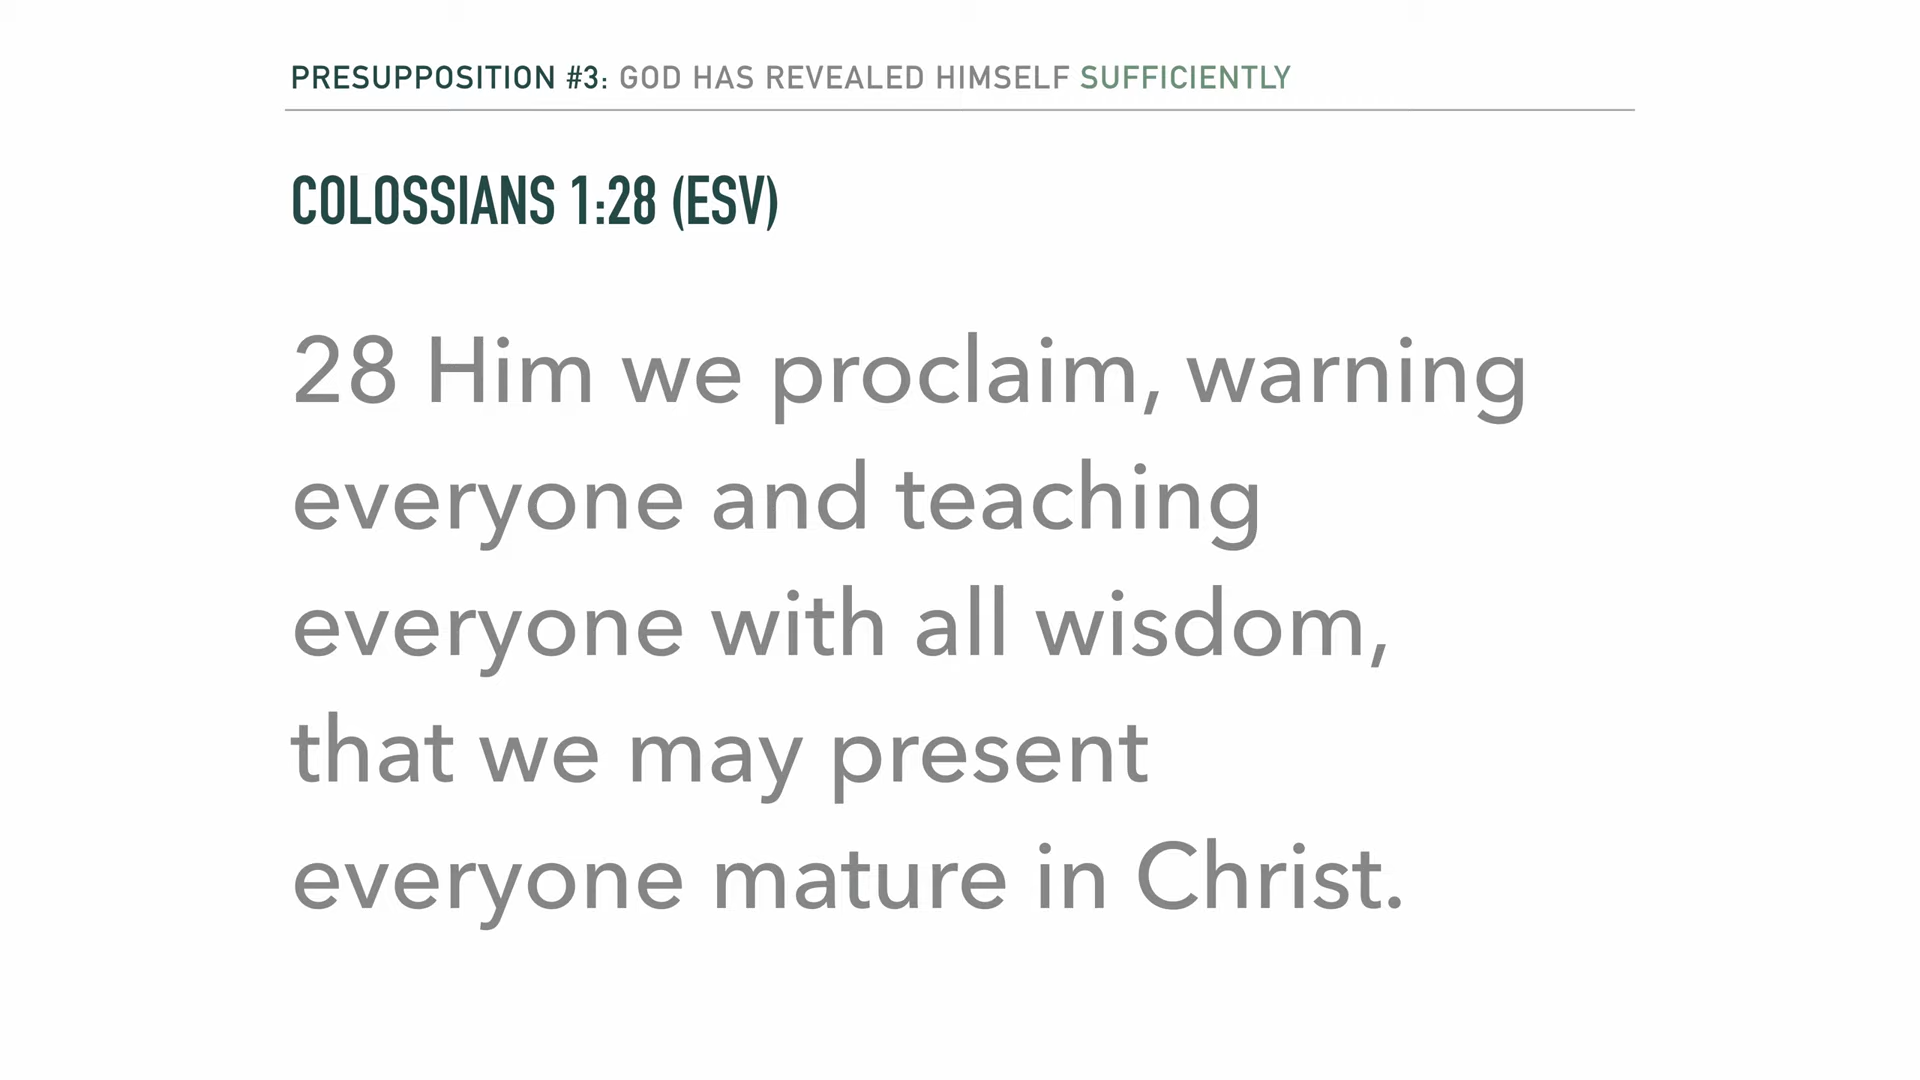 PRESUPPOSITION #3: GOD HAS REVEALED HIMSELF SUFFICIENTLY
COLOSSIANS 1:28 (ESV)
28 Him we proclaim, warning
everyone and teaching
everyone with all wisdom,
that we may present
everyone mature in Christ.